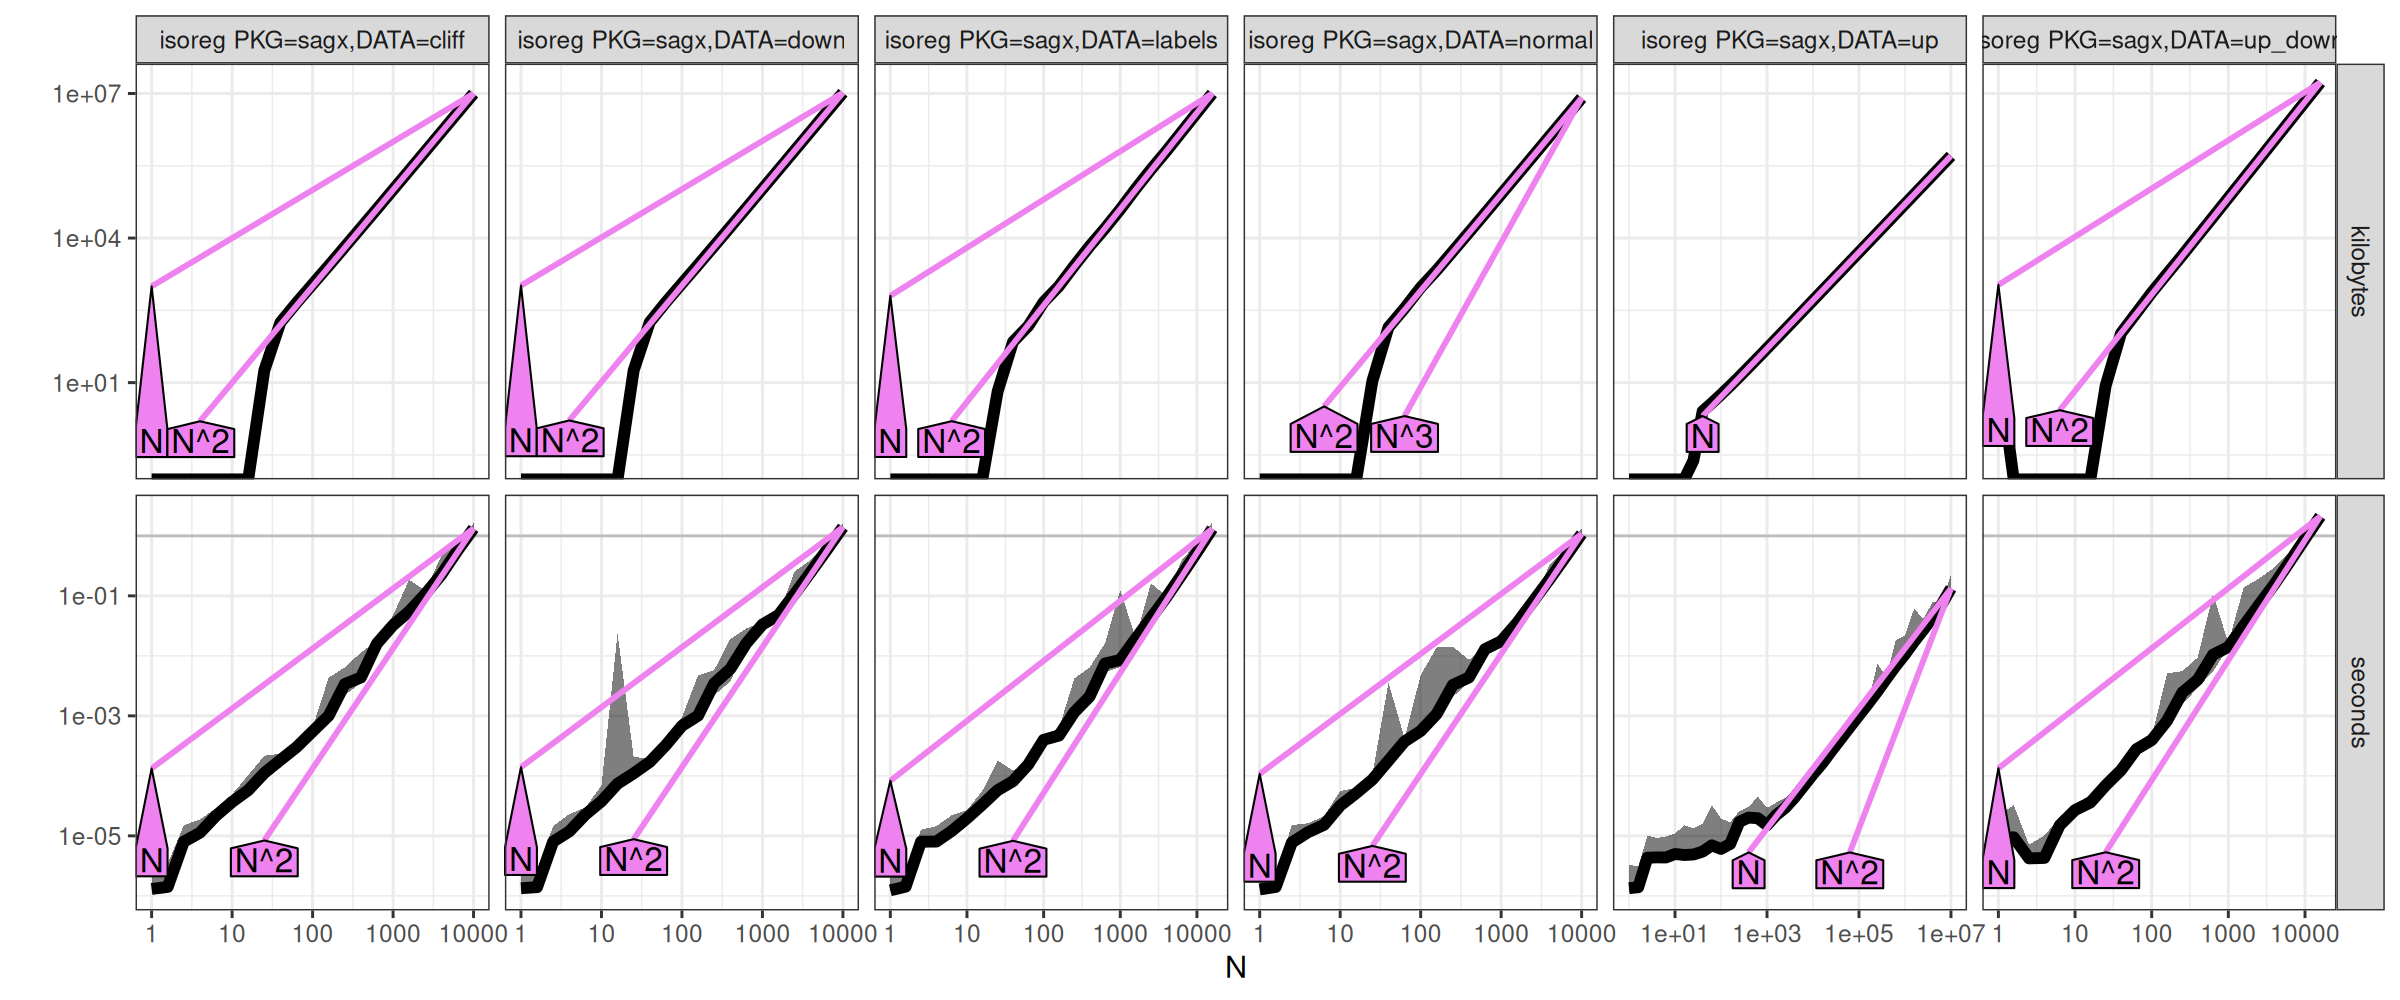 isoreg PKG=sagx,DATA=cliff
isoreg PKG=sagx,DATA=down
isoreg PKG=sagx,DATA=labels
isoreg PKG=sagx,DATA=normal
isoreg PKG=sagx,DATA=up
soreg PKG=sagx,DATA=up_dow
1e+07
1e+04
1e+01
N N^2
N N^2
N N^2
N^2 N^3
N
N N^2
kilobytes
1e-01
1e-03
1e-05
N N^2
N N^2
N N^2
N N^2
N N^2
N N^2
seconds
1 10 100 1000 10000
1 10 100 1000 10000
1 10 100 1000 10000
1 10 100 1000 10000
1e+01 1e+03 1e+05 1e+07
1 10 100 1000 10000
N